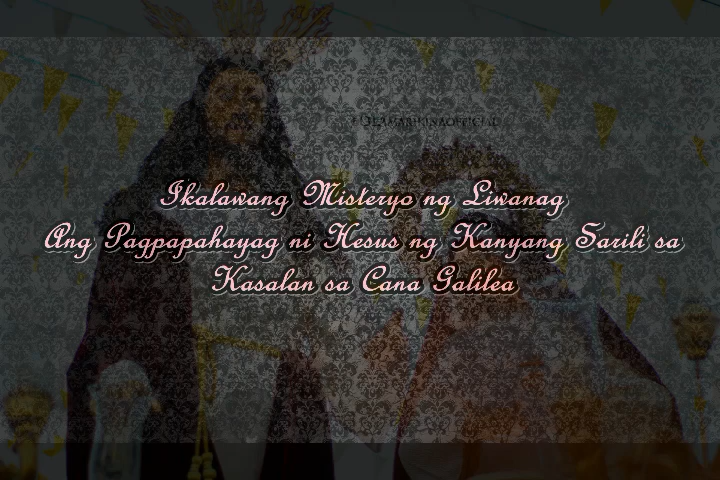 Ikalawang Misteryo ng Liwanag
Ang Pagpapahayag ni Hesus ng Kanyang Sarili sa
Kasalan sa Cana Galilea